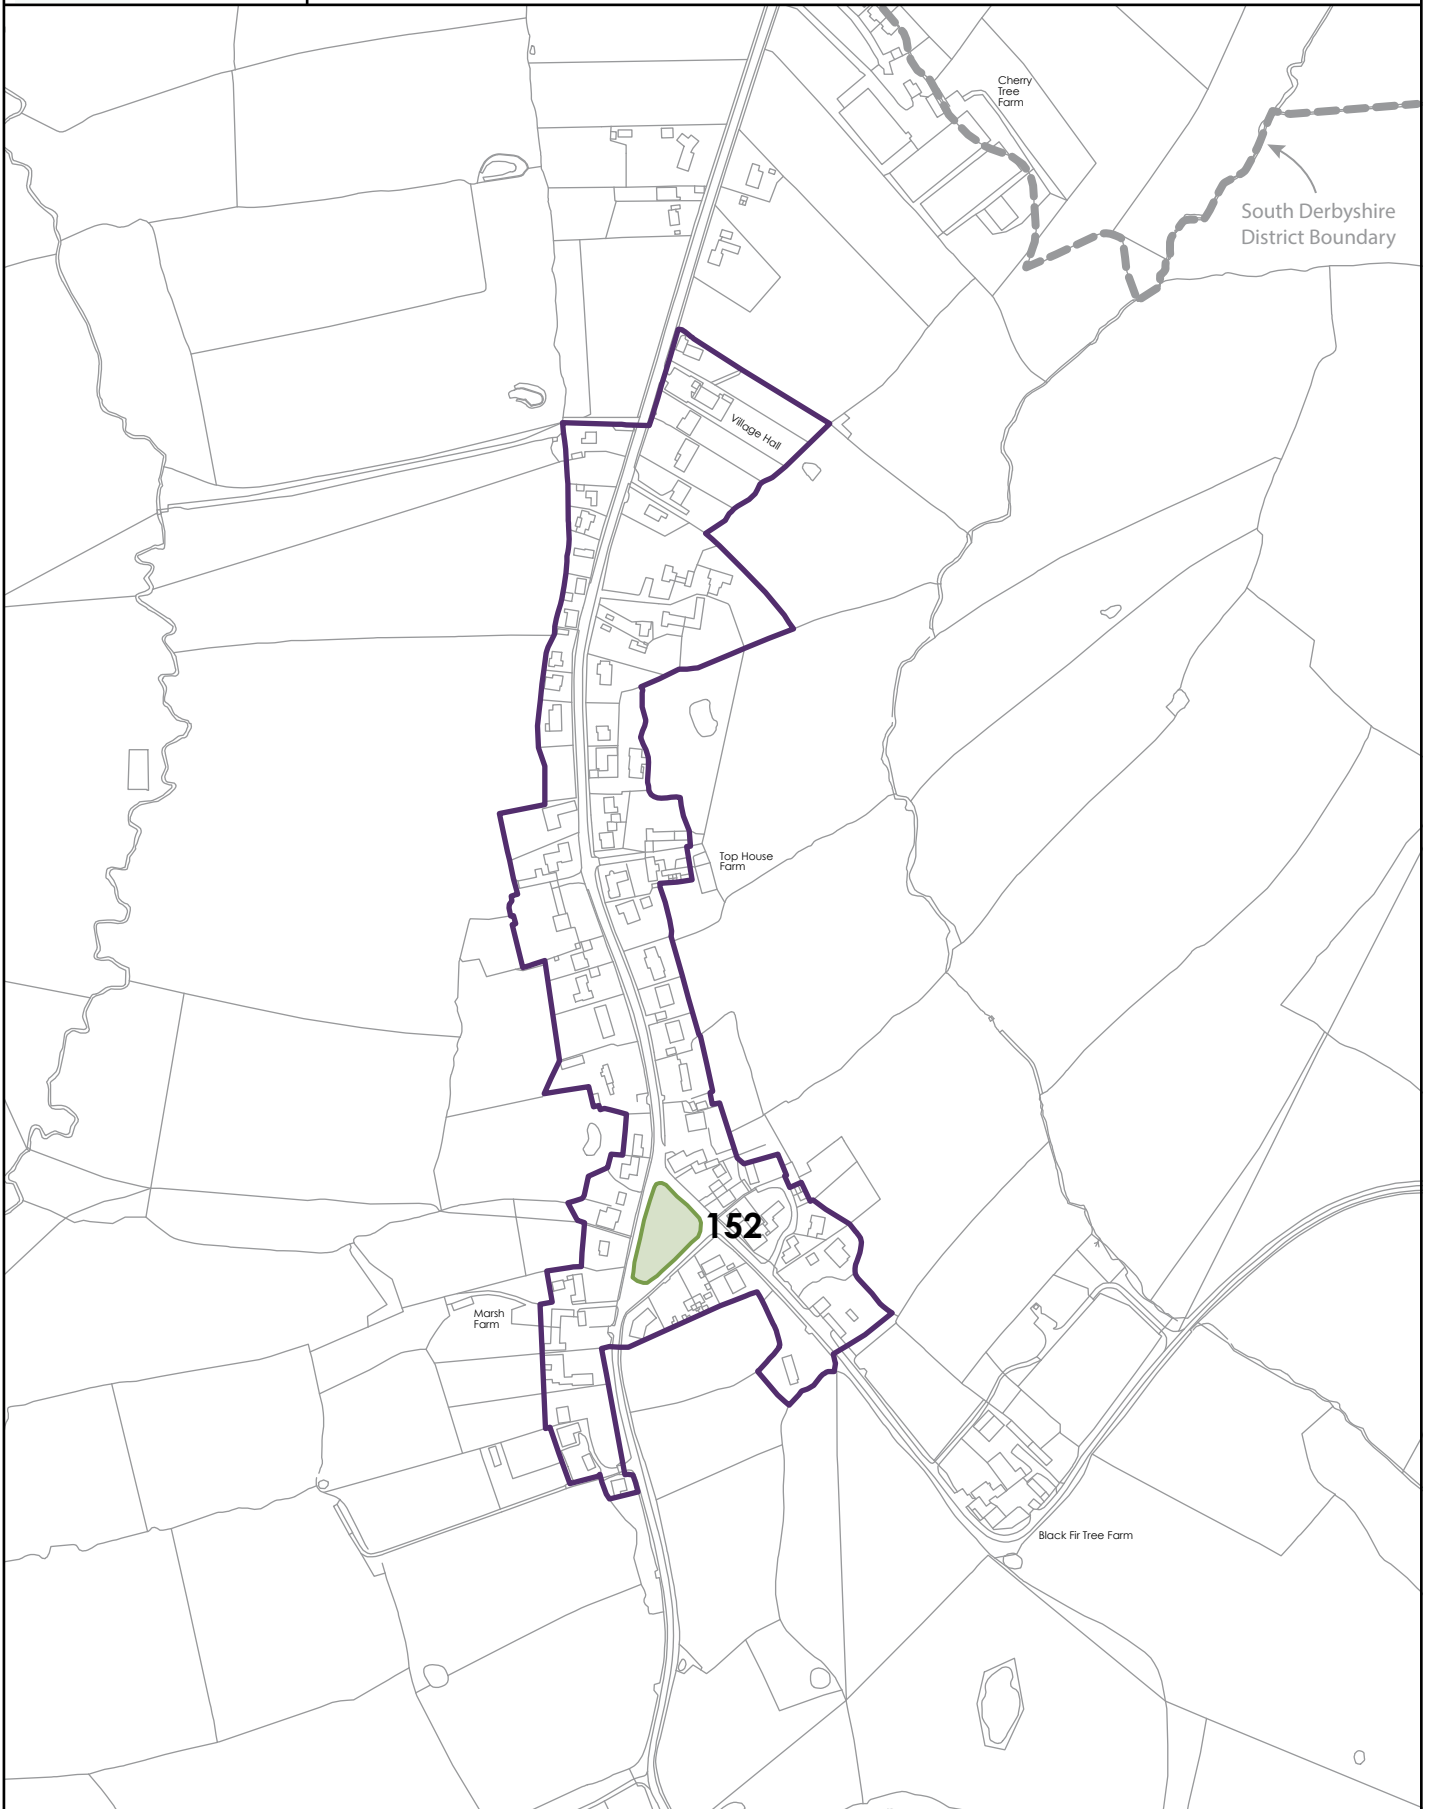 Cherry
Tree
Farm
South Derbyshire
District Boundary
Village Hall
Top House
Farm
152
Marsh
Farm
Black Fir Tree Farm